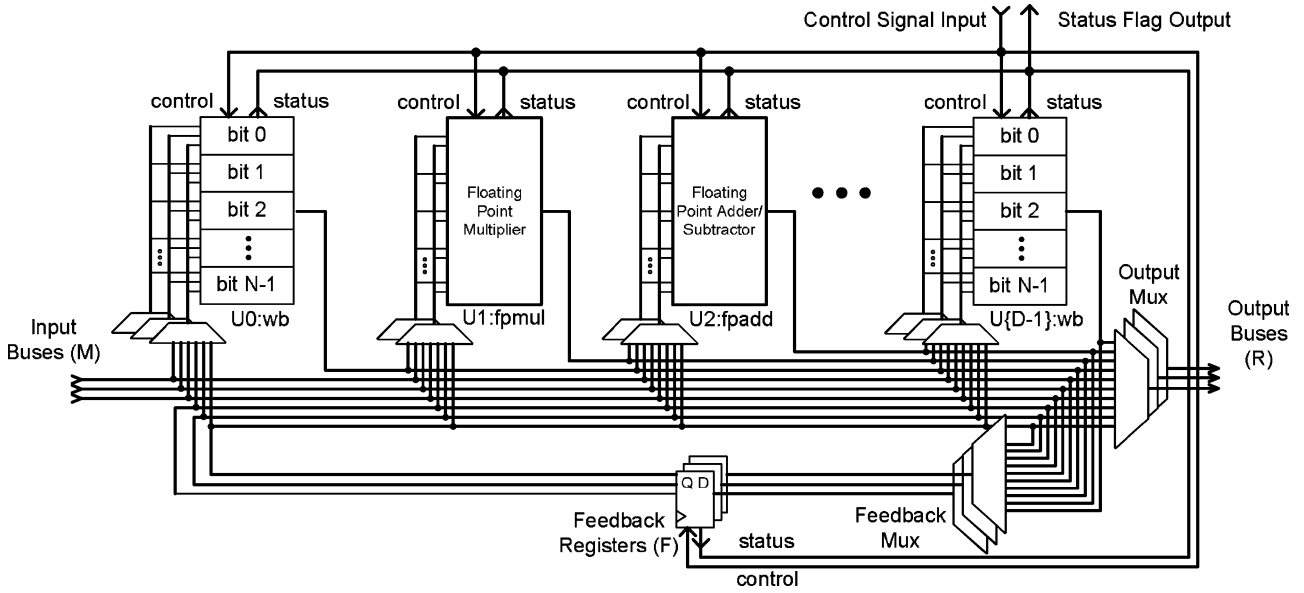 Control Signal Input
Status Flag Output
control
status
control
status
control
status
control
status
bit 0
bit 1
bit 2
bit N-1
U0:wb
Floating
Point
Multiplier
U1:fpmul
Floating
Point Adder/
Subtractor
U2:fpadd
bit 0
bit 1
bit 2
bit N-1
U{D-1}:wb
Input
Buses (M)
Output
Mux
Output
Buses
(R)
Q D
Feedback
Registers (F)
Feedback
Mux
status
control